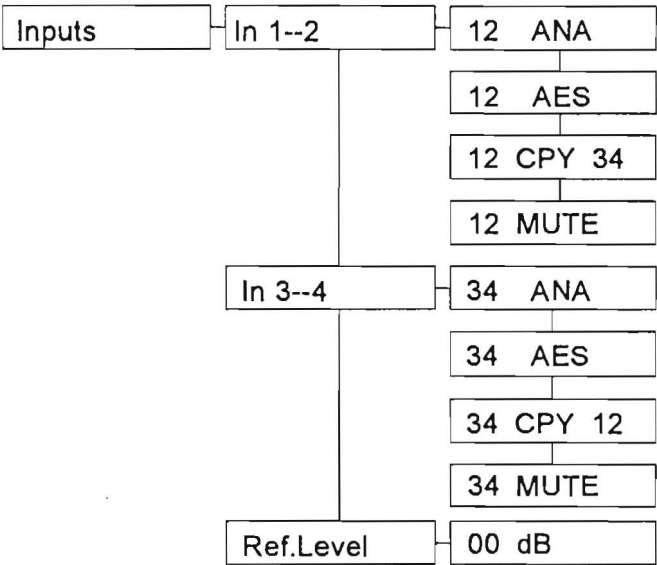 Inputs In 1--2 12 ANA
12 AES
12 CPY 34
12 MUTE
In 3--4 34 ANA
34 AES
34 CPY 12
34 MUTE
Ref.Level 00 dB